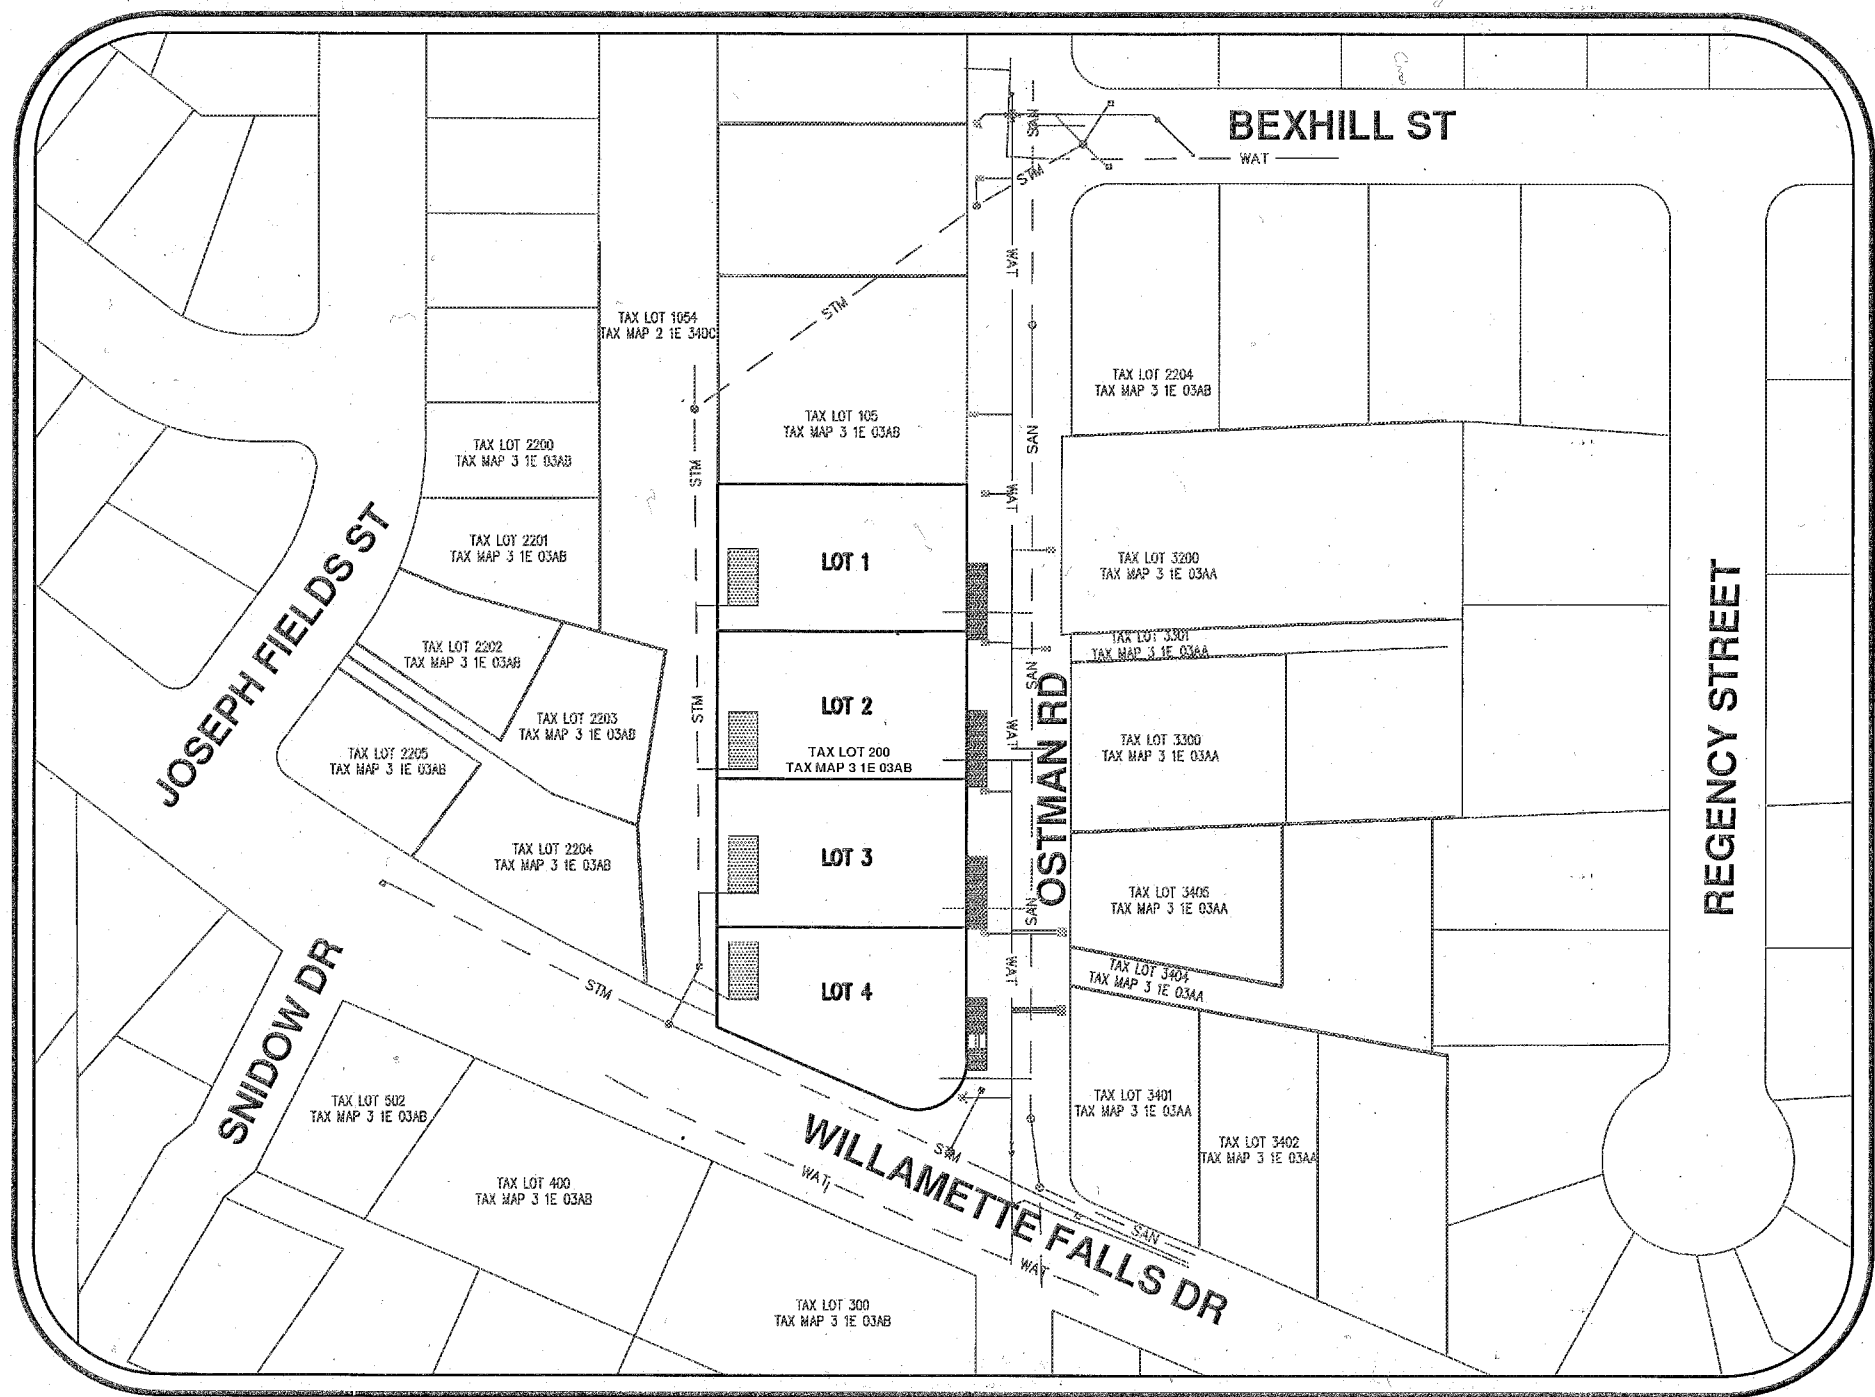 BEXHILL ST
SAN
WAT
STM
WAT
STM
TAX LOT 1054
TAX MAP 2 1E 34DC
TAX LOT 2204
TAX MAP 3 1E 03AB
TAX LOT 105
TAX MAP 3 1E 03AB
TAX LOT 2200
TAX MAP 3 1E 03AB
SAN
STM
WAT
JOSEPH FIELDS ST
TAX LOT 2201
TAX MAP 3 1E 03AB
LOT 1
TAX LOT 3200
TAX MAP 3 1E 03AA
REGENCY STREET
TAX LOT 3301
TAX MAP 3 1E 03AA
TAX LOT 2202
TAX MAP 3 1E 03AB
SAN
OSTMAN RD
STM
LOT 2
TAX LOT 2203
TAX MAP 3 1E 03AB
WAT
TAX LOT 200
TAX MAP 3 1E 03AB
TAX LOT 3300
TAX MAP 3 1E 03AA
TAX LOT 2205
TAX MAP 3 1E 03AB
TAX LOT 2204
TAX MAP 3 1E 03AB
LOT 3
TAX LOT 3406
TAX MAP 3 1E 03AA
SAN
SNIDOW DR
STM
LOT 4
WAT
TAX LOT 3404
TAX MAP 3 1E 03AA
TAX LOT 502
TAX MAP 3 1E 03AB
TAX LOT 3401
TAX MAP 3 1E 03AA
WILLAMETTE FALLS DR
STM
TAX LOT 3402
TAX MAP 3 1E 03AA
WAT
TAX LOT 400
TAX MAP 3 1E 03AB
SAN
WAT
TAX LOT 300
TAX MAP 3 1E 03AB